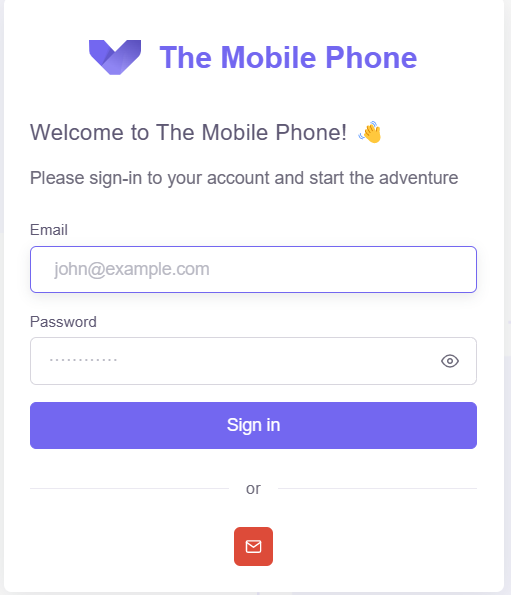 The Mobile Phone
Welcome to The Mobile Phone! 👋
Please sign-in to your account and start the adventure
Email
john@example.com
Password
············
Sign in
or